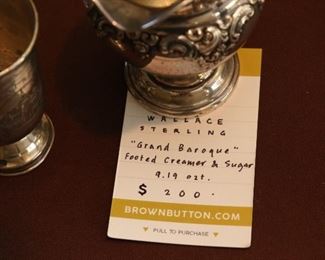 WALLACE
STERLING
"Grand Baroque"
Footed Creamer & Sugar
9.19 ozt.
$ 200.
BROWNBUTTON.COM
PULL TO PURCHASE